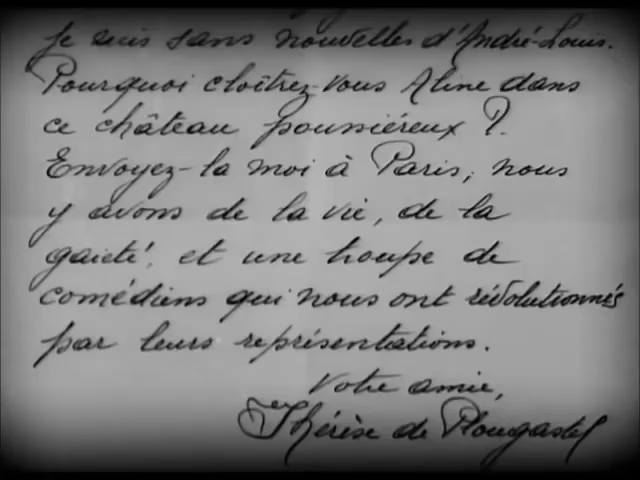 Je suis sans nouvelles d'André-Louis.
Pourquoi cloîtrez-vous Aline dans
ce château poussiéreux ?
Envoyez-la moi à Paris, nous
y avons de la vie, de la
gaieté, et une troupe de
comédiens qui nous ont révolutionnés
par leurs représentations.
Votre amie,
Thérèse de Plougastel